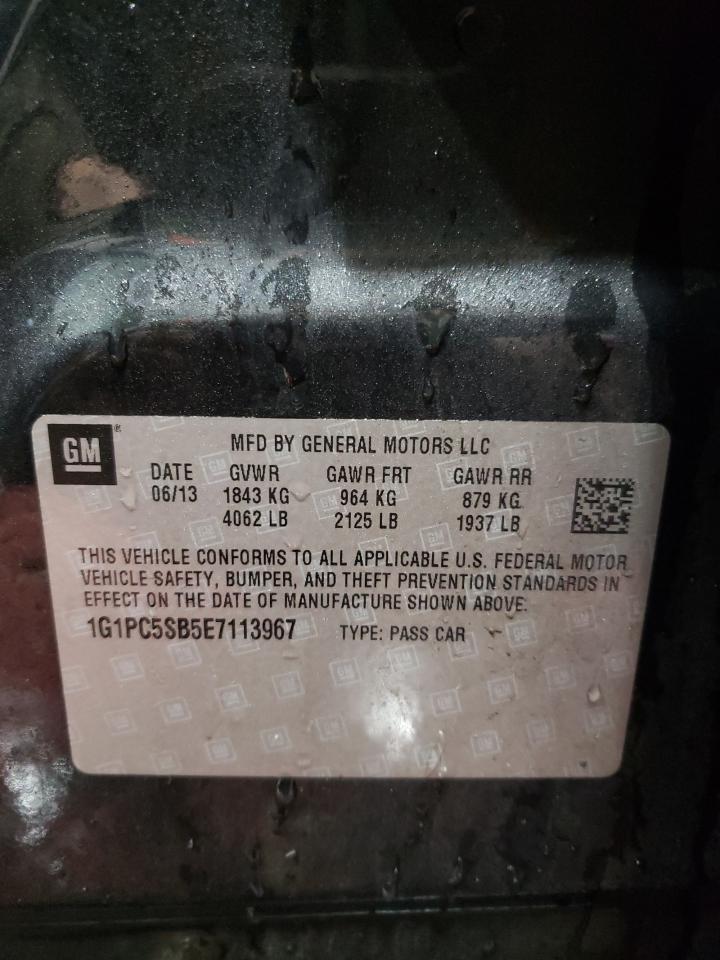 GM
MFD BY GENERAL MOTORS LLC
DATE GVWR GAWR FRT GAWR RR
06/13 1843 KG 964 KG 879 KG
4062 LB 2125 LB 1937 LB
THIS VEHICLE CONFORMS TO ALL APPLICABLE U.S. FEDERAL MOTOR
VEHICLE SAFETY, BUMPER, AND THEFT PREVENTION STANDARDS IN
EFFECT ON THE DATE OF MANUFACTURE SHOWN ABOVE.
1G1PC5SB5E7113967 TYPE: PASS CAR